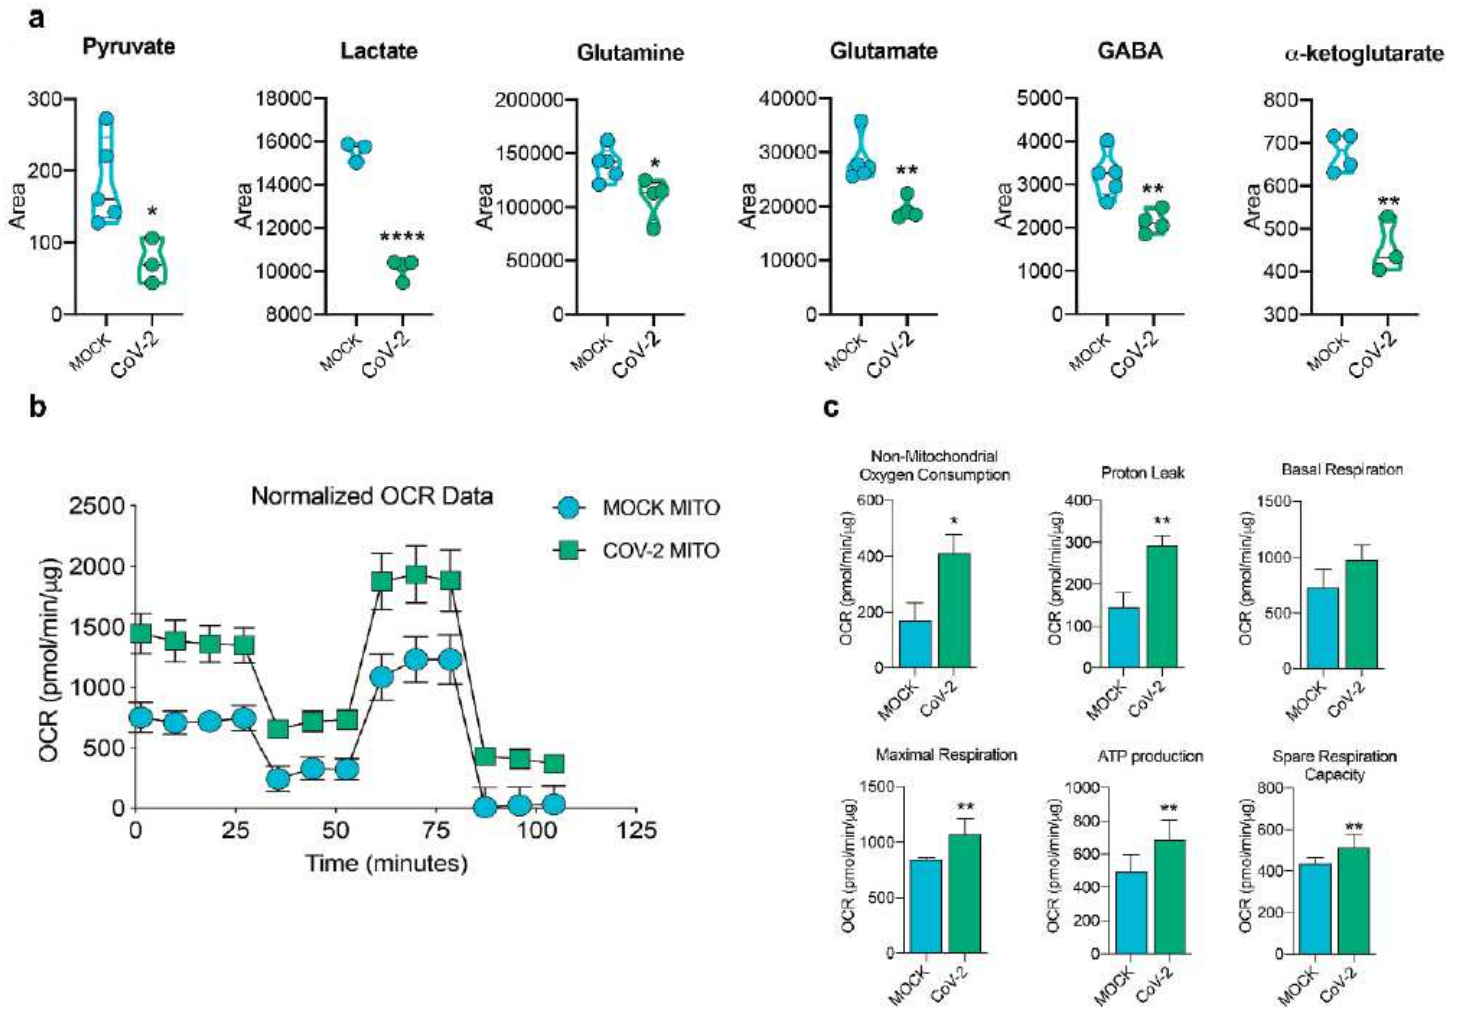 a
Pyruvate
Lactate
Glutamine
Glutamate
GABA
α-ketoglutarate
Area
300
200
100
0
*
MOCK
CoV-2
Area
18000
16000
14000
12000
10000
8000
****
MOCK
CoV-2
Area
200000
150000
100000
50000
0
*
MOCK
CoV-2
Area
40000
30000
20000
10000
0
**
MOCK
CoV-2
Area
5000
4000
3000
2000
1000
0
**
MOCK
CoV-2
Area
800
700
600
500
400
300
**
MOCK
CoV-2
b
Normalized OCR Data
OCR (pmol/min/µg)
2500
2000
1500
1000
500
0
0 25 50 75 100 125
Time (minutes)
MOCK MITO
COV-2 MITO
c
Non-Mitochondrial
Oxygen Consumption
OCR (pmol/min/µg)
600
400
200
0
*
MOCK
CoV-2
Proton Leak
OCR (pmol/min/µg)
400
300
200
100
0
**
MOCK
CoV-2
Basal Respiration
OCR (pmol/min/µg)
1500
1000
500
0
MOCK
CoV-2
Maximal Respiration
OCR (pmol/min/µg)
1500
1000
500
0
**
MOCK
CoV-2
ATP production
OCR (pmol/min/µg)
1000
800
600
400
200
0
**
MOCK
CoV-2
Spare Respiration
Capacity
OCR (pmol/min/µg)
800
600
400
200
0
**
MOCK
CoV-2